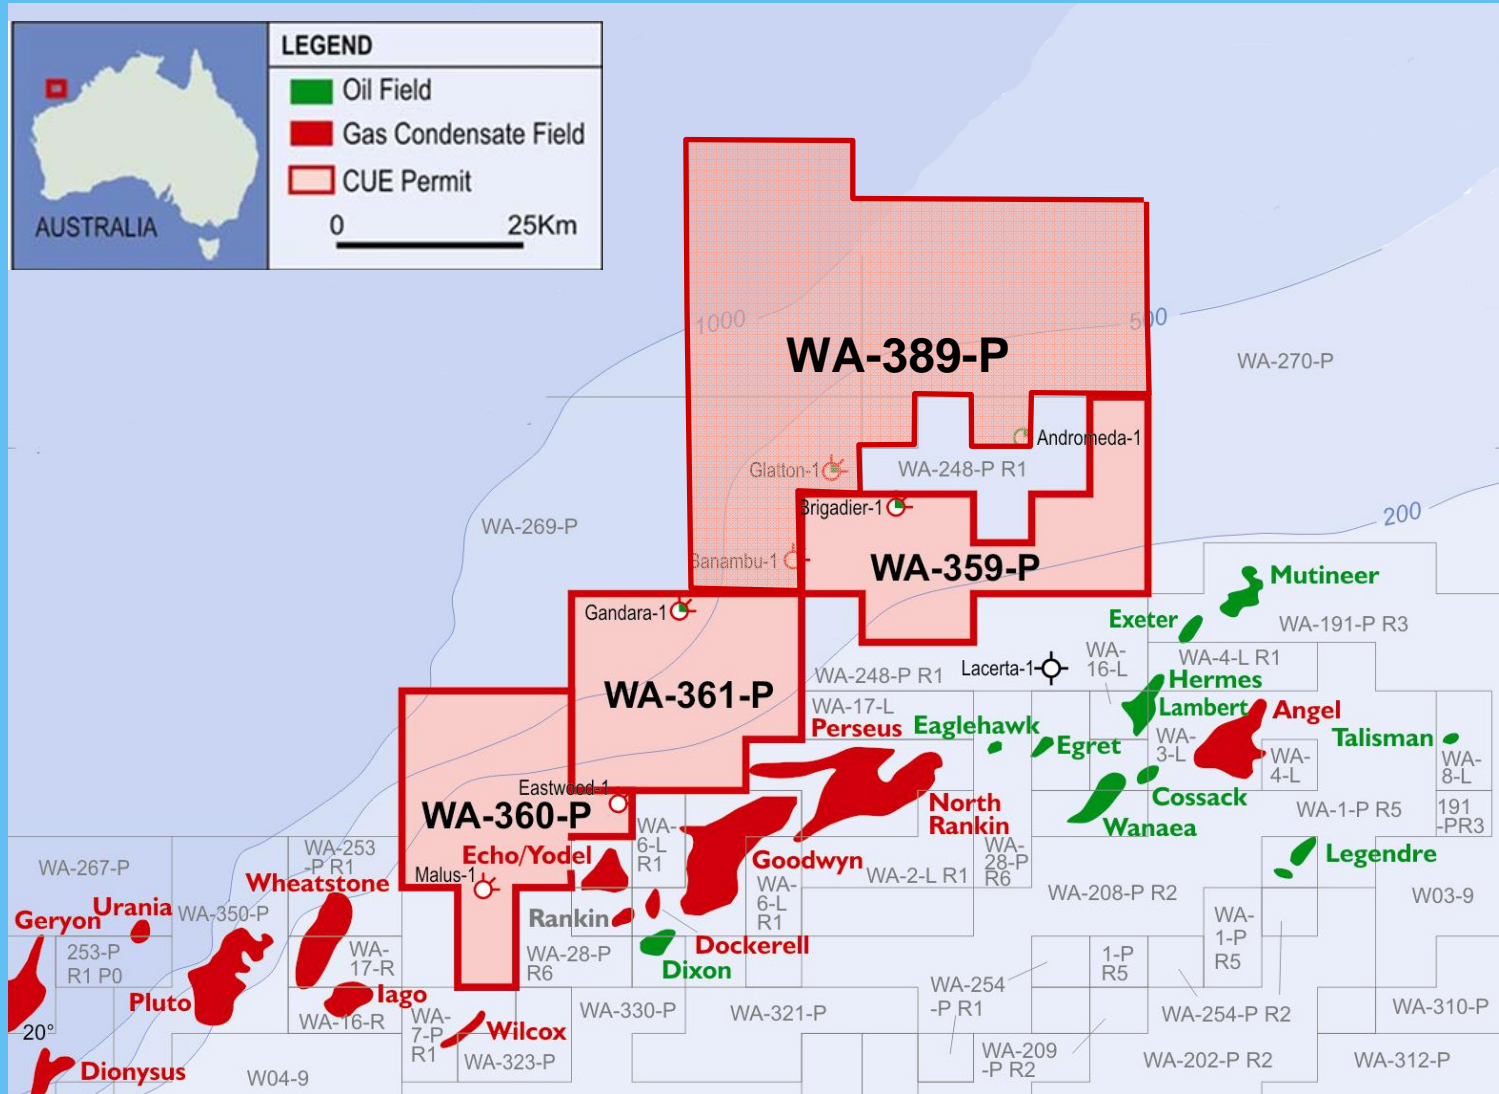 LEGEND
Oil Field
Gas Condensate Field
CUE Permit
0 25Km
AUSTRALIA
1000
500
WA-389-P
WA-270-P
Andromeda-1
Glatton-1
WA-248-P R1
Brigadier-1
200
WA-269-P
Banambu-1
WA-359-P
Mutineer
Gandara-1
Exeter
WA-191-P R3
WA-
16-L
WA-4-L R1
Lacerta-1
WA-248-P R1
Hermes
WA-361-P
WA-17-L
Lambert
Angel
Perseus
Eaglehawk
Egret
WA-
3-L
Talisman
WA-
4-L
WA-
8-L
Eastwood-1
Cossack
WA-360-P
North
Rankin
WA-1-P R5
191
-PR3
Wanaea
WA-
6-L
R1
WA-253
-P R1
Echo/Yodel
Goodwyn
WA-
28-P
R6
Legendre
WA-267-P
Malus-1
WA-2-L R1
Wheatstone
WA-208-P R2
W03-9
WA-
6-L
R1
Urania
Geryon
WA-350-P
Rankin
WA-
1-P
R5
253-P
R1 P0
WA-
17-R
WA-28-P
R6
Dockerell
Dixon
1-P
R5
Pluto
Iago
WA-254
-P R1
WA-310-P
WA-16-R
WA-
7-P
R1
WA-330-P
WA-321-P
WA-254-P R2
20°
Wilcox
WA-323-P
WA-209
-P R2
WA-202-P R2
WA-312-P
Dionysus
W04-9